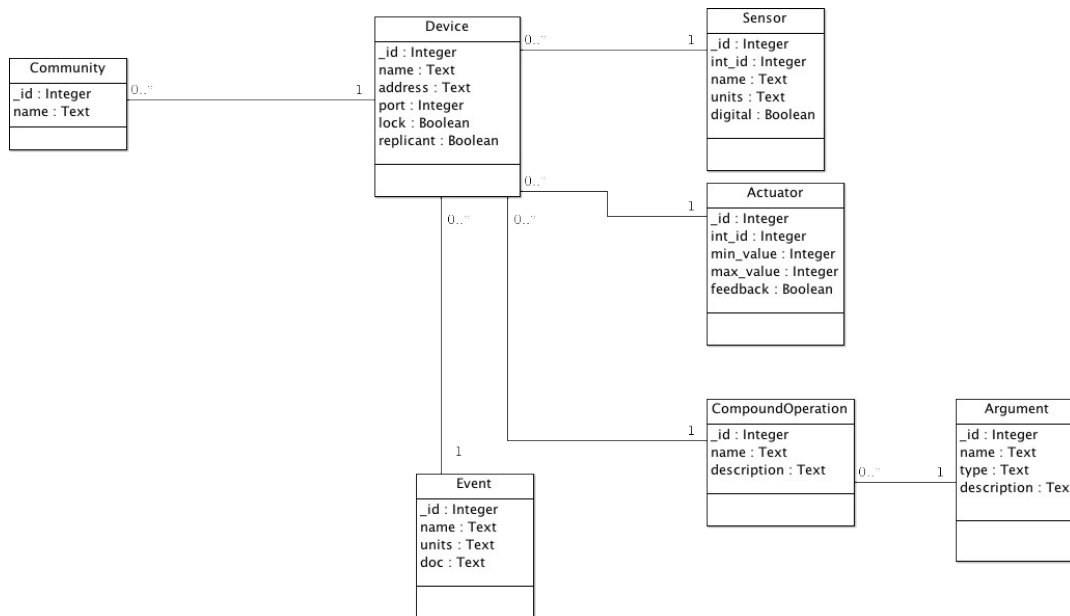 Community
_id : Integer
name : Text
0.."
1
Device
_id : Integer
name : Text
address : Text
port : Integer
lock : Boolean
replicant : Boolean
0.."
1
Sensor
_id : Integer
int_id : Integer
name : Text
units : Text
digital : Boolean
0.."
1
Actuator
_id : Integer
int_id : Integer
min_value : Integer
max_value : Integer
feedback : Boolean
0.."
0.."
1
CompoundOperation
_id : Integer
name : Text
description : Text
0.."
1
Argument
_id : Integer
name : Text
type : Text
description : Text
1
Event
_id : Integer
name : Text
units : Text
doc : Text